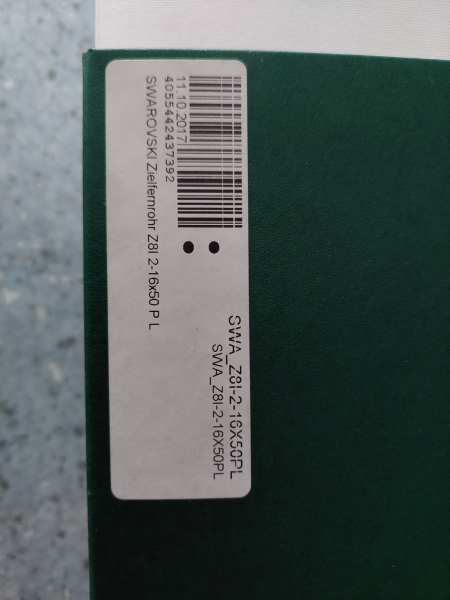 11.10.2017
4055442437392
SWAROVSKI Zielfernrohr Z8I 2-16x50 P L
SWA_Z8I-2-16X50PL
SWA_Z8I-2-16X50PL